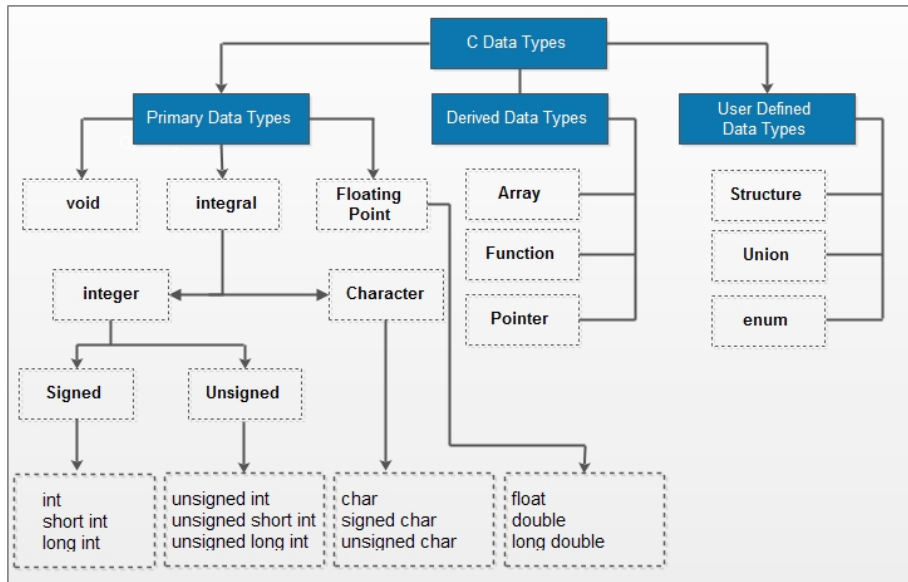 C Data Types
Primary Data Types
Derived Data Types
User Defined
Data Types
void
integral
Floating
Point
Array
Structure
Function
Union
integer
Character
Pointer
enum
Signed
Unsigned
int
short int
long int
unsigned int
unsigned short int
unsigned long int
char
signed char
unsigned char
float
double
long double